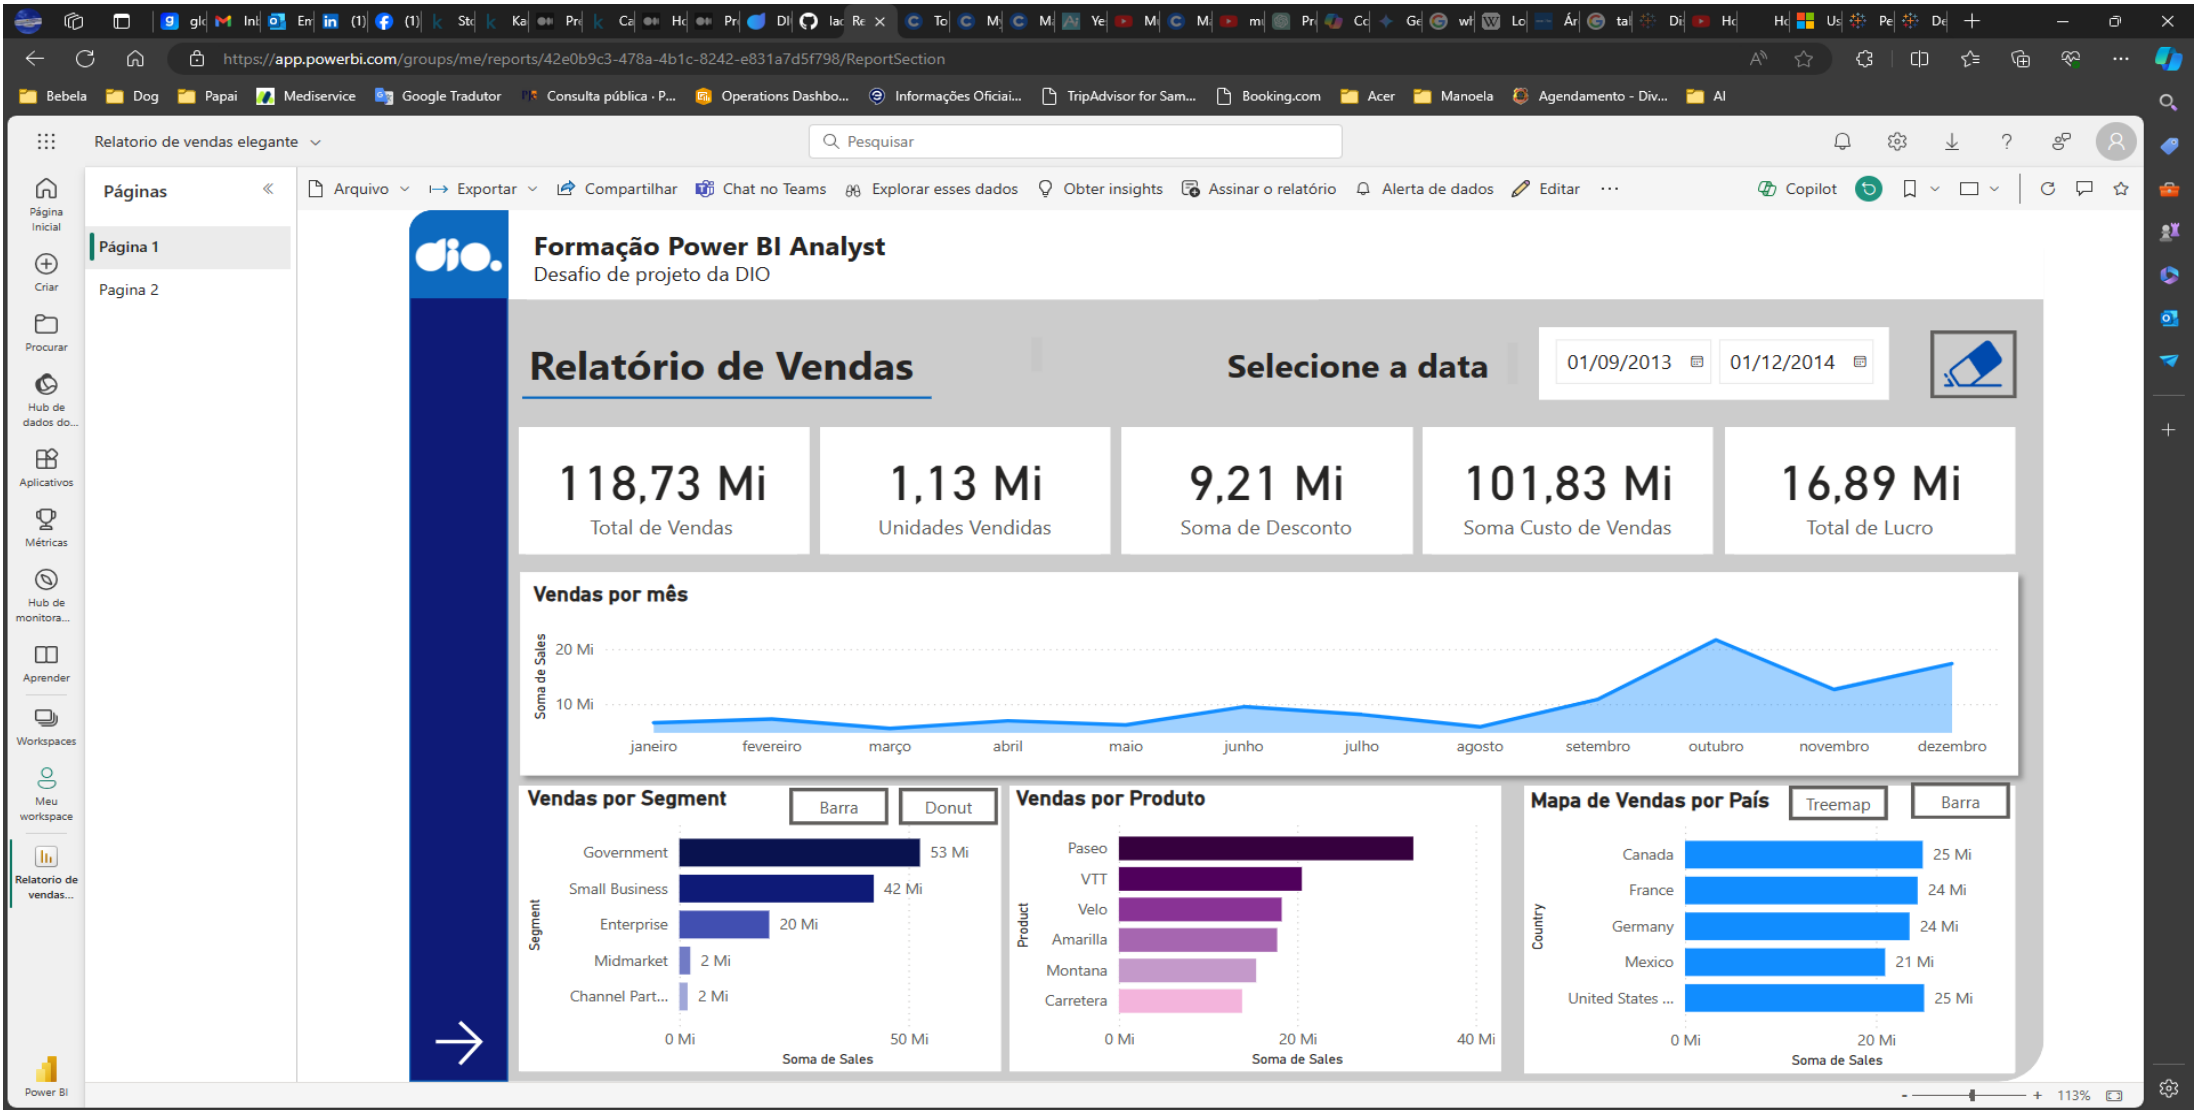 https://app.powerbi.com/groups/me/reports/42e0b9c3-478a-4b1c-8242-e831a7d5f798/ReportSection
Bebela Dog Papai Mediservice Google Tradutor Consulta pública - P... Operations Dashbo... Informações Oficiai... TripAdvisor for Sam... Booking.com Acer Manoela Agendamento - Div... AI
Relatorio de vendas elegante
Pesquisar
Páginas
Arquivo Exportar Compartilhar Chat no Teams Explorar esses dados Obter insights Assinar o relatório Alerta de dados Editar ... Copilot
Página 1
Pagina 2
Página
Inicial
Criar
Procurar
Hub de
dados do...
Aplicativos
Métricas
Hub de
monitora...
Aprender
Workspaces
Meu
workspace
Relatorio de
vendas...
Power BI
dio.
Formação Power BI Analyst
Desafio de projeto da DIO
Relatório de Vendas
Selecione a data
01/09/2013 01/12/2014
118,73 Mi
Total de Vendas
1,13 Mi
Unidades Vendidas
9,21 Mi
Soma de Desconto
101,83 Mi
Soma Custo de Vendas
16,89 Mi
Total de Lucro
Vendas por mês
Soma de Sales
20 Mi
10 Mi
janeiro fevereiro março abril maio junho julho agosto setembro outubro novembro dezembro
Vendas por Segment
Barra Donut
Segment
Government 53 Mi
Small Business 42 Mi
Enterprise 20 Mi
Midmarket 2 Mi
Channel Part... 2 Mi
0 Mi 50 Mi
Soma de Sales
Vendas por Produto
Product
Paseo
VTT
Velo
Amarilla
Montana
Carretera
0 Mi 20 Mi 40 Mi
Soma de Sales
Mapa de Vendas por País
Treemap Barra
Country
Canada 25 Mi
France 24 Mi
Germany 24 Mi
Mexico 21 Mi
United States ... 25 Mi
0 Mi 20 Mi
Soma de Sales
- + 113%